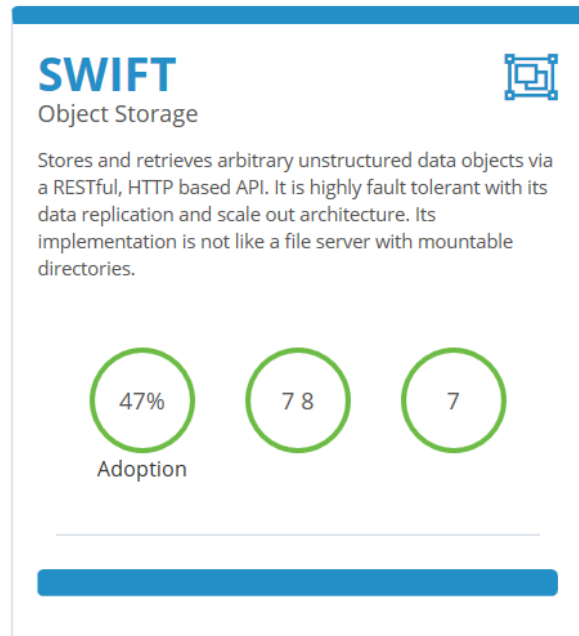 SWIFT
Object Storage
Stores and retrieves arbitrary unstructured data objects via
a RESTful, HTTP based API. It is highly fault tolerant with its
data replication and scale out architecture. Its
implementation is not like a file server with mountable
directories.
47% 7 8 7
Adoption